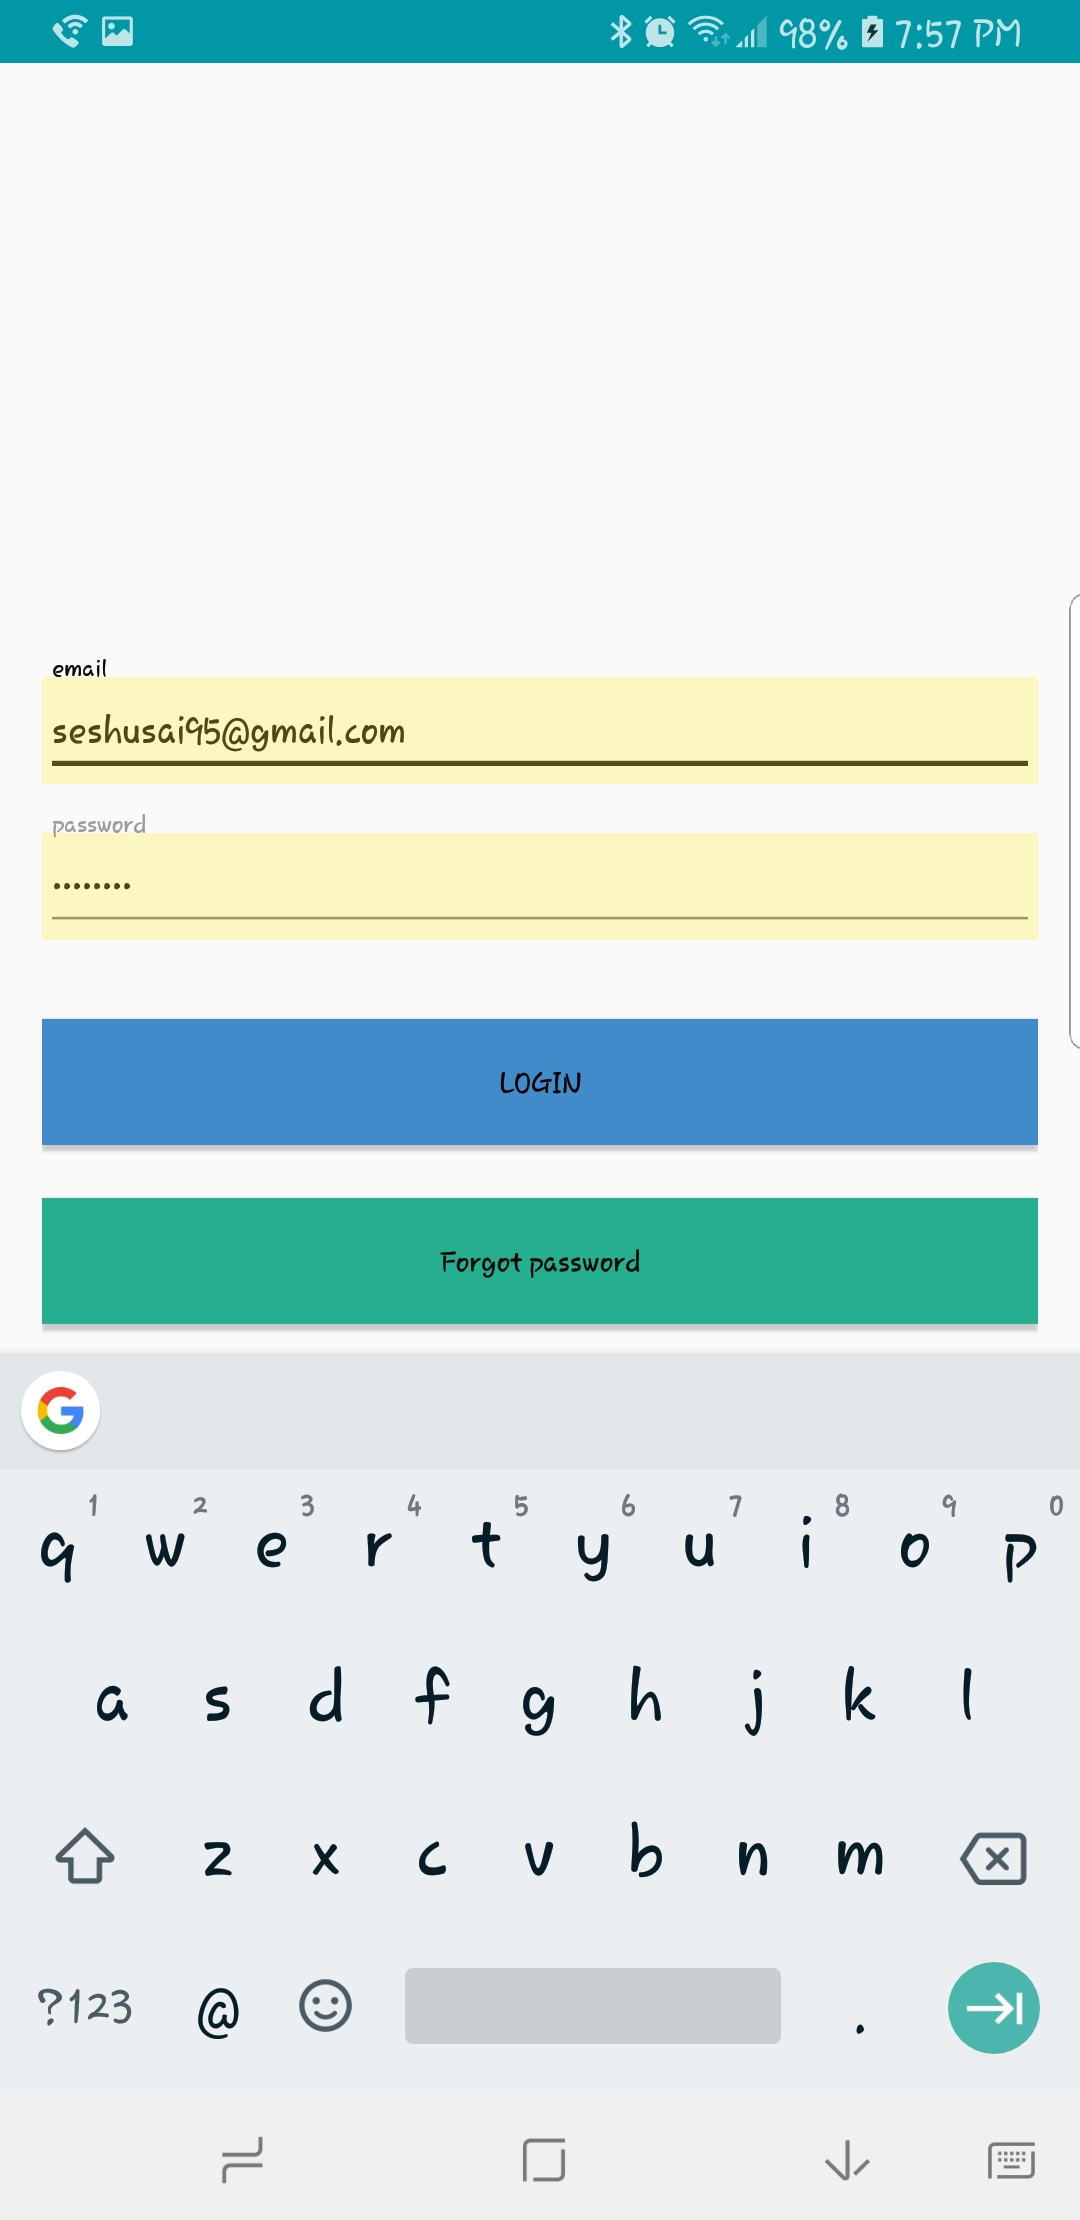 98% 7:57 PM
email
seshusai95@gmail.com
password
••••••••
LOGIN
Forgot password
G
1 2 3 4 5 6 7 8 9 0
q w e r t y u i o p
a s d f g h j k l
z x c v b n m
?123 @ .